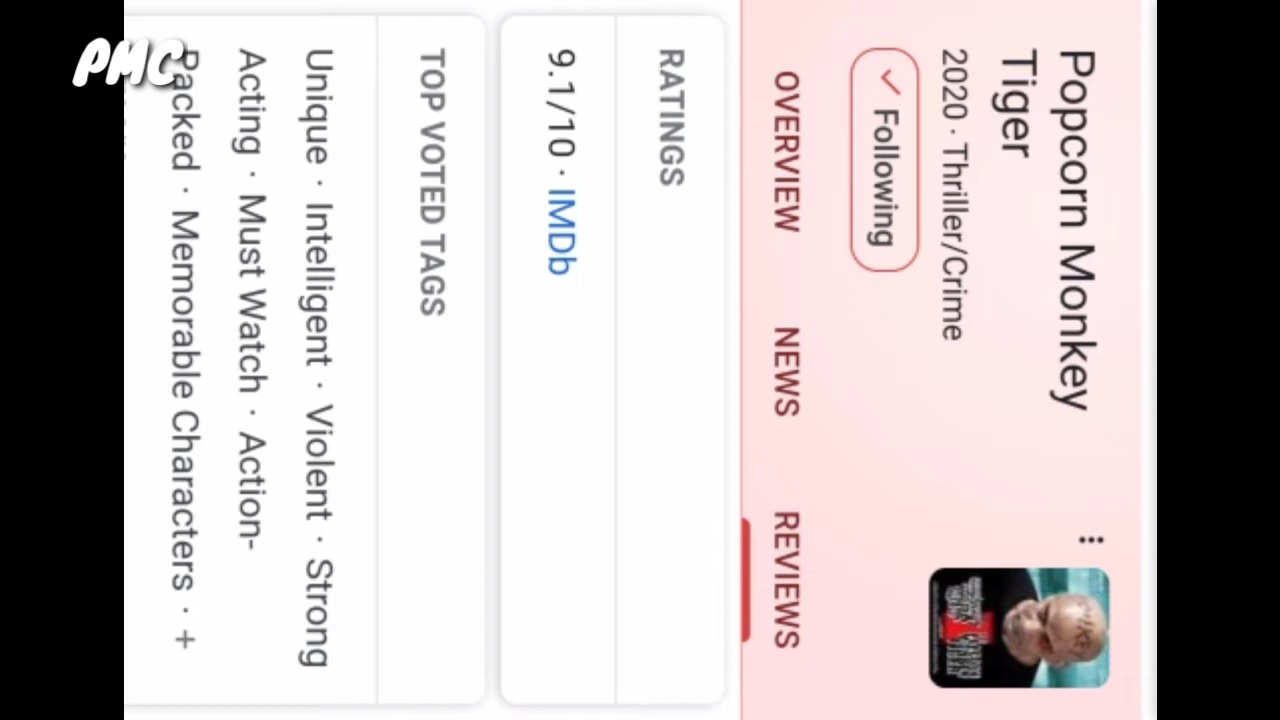 PMC
Popcorn Monkey
Tiger
2020 · Thriller/Crime
✓ Following
OVERVIEW NEWS REVIEWS
RATINGS
9.1/10 · IMDb
TOP VOTED TAGS
Unique · Intelligent · Violent · Strong
Acting · Must Watch · Action-
Packed · Memorable Characters · +